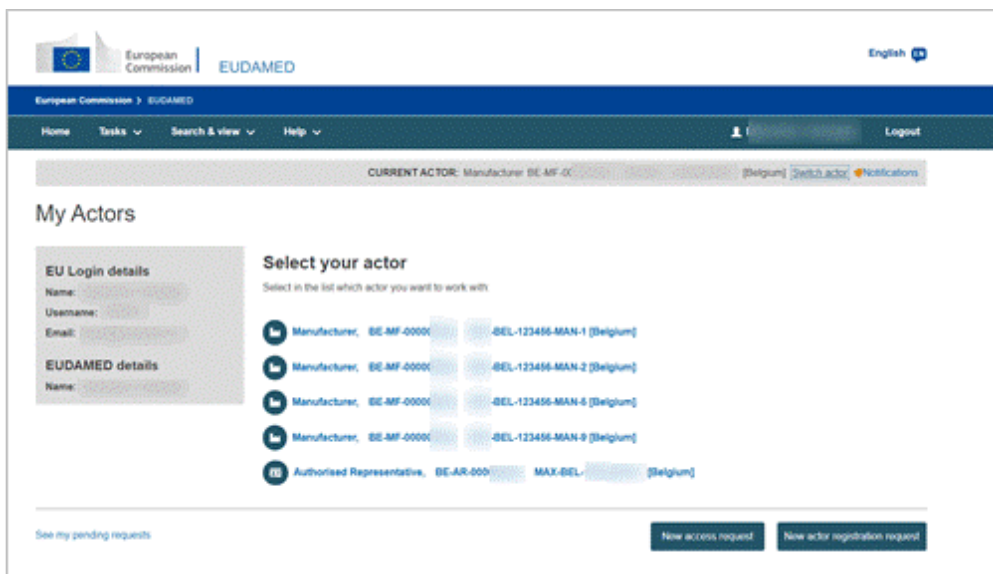 European
Commission
EUDAMED
English EN
European Commission > EUDAMED
Home Tasks Search & view Help Logout
CURRENT ACTOR: Manufacturer BE-MF-0 [Belgium] Switch actor Notifications
My Actors
EU Login details
Name:
Username:
Email:
EUDAMED details
Name:
Select your actor
Select in the list which actor you want to work with:
Manufacturer, BE-MF-0000 -BEL-123456-MAN-1 [Belgium]
Manufacturer, BE-MF-0000 -BEL-123456-MAN-2 [Belgium]
Manufacturer, BE-MF-0000 -BEL-123456-MAN-6 [Belgium]
Manufacturer, BE-MF-0000 -BEL-123456-MAN-9 [Belgium]
Authorised Representative, BE-AR-000 MAX-BEL- [Belgium]
See my pending requests
New access request
New actor registration request